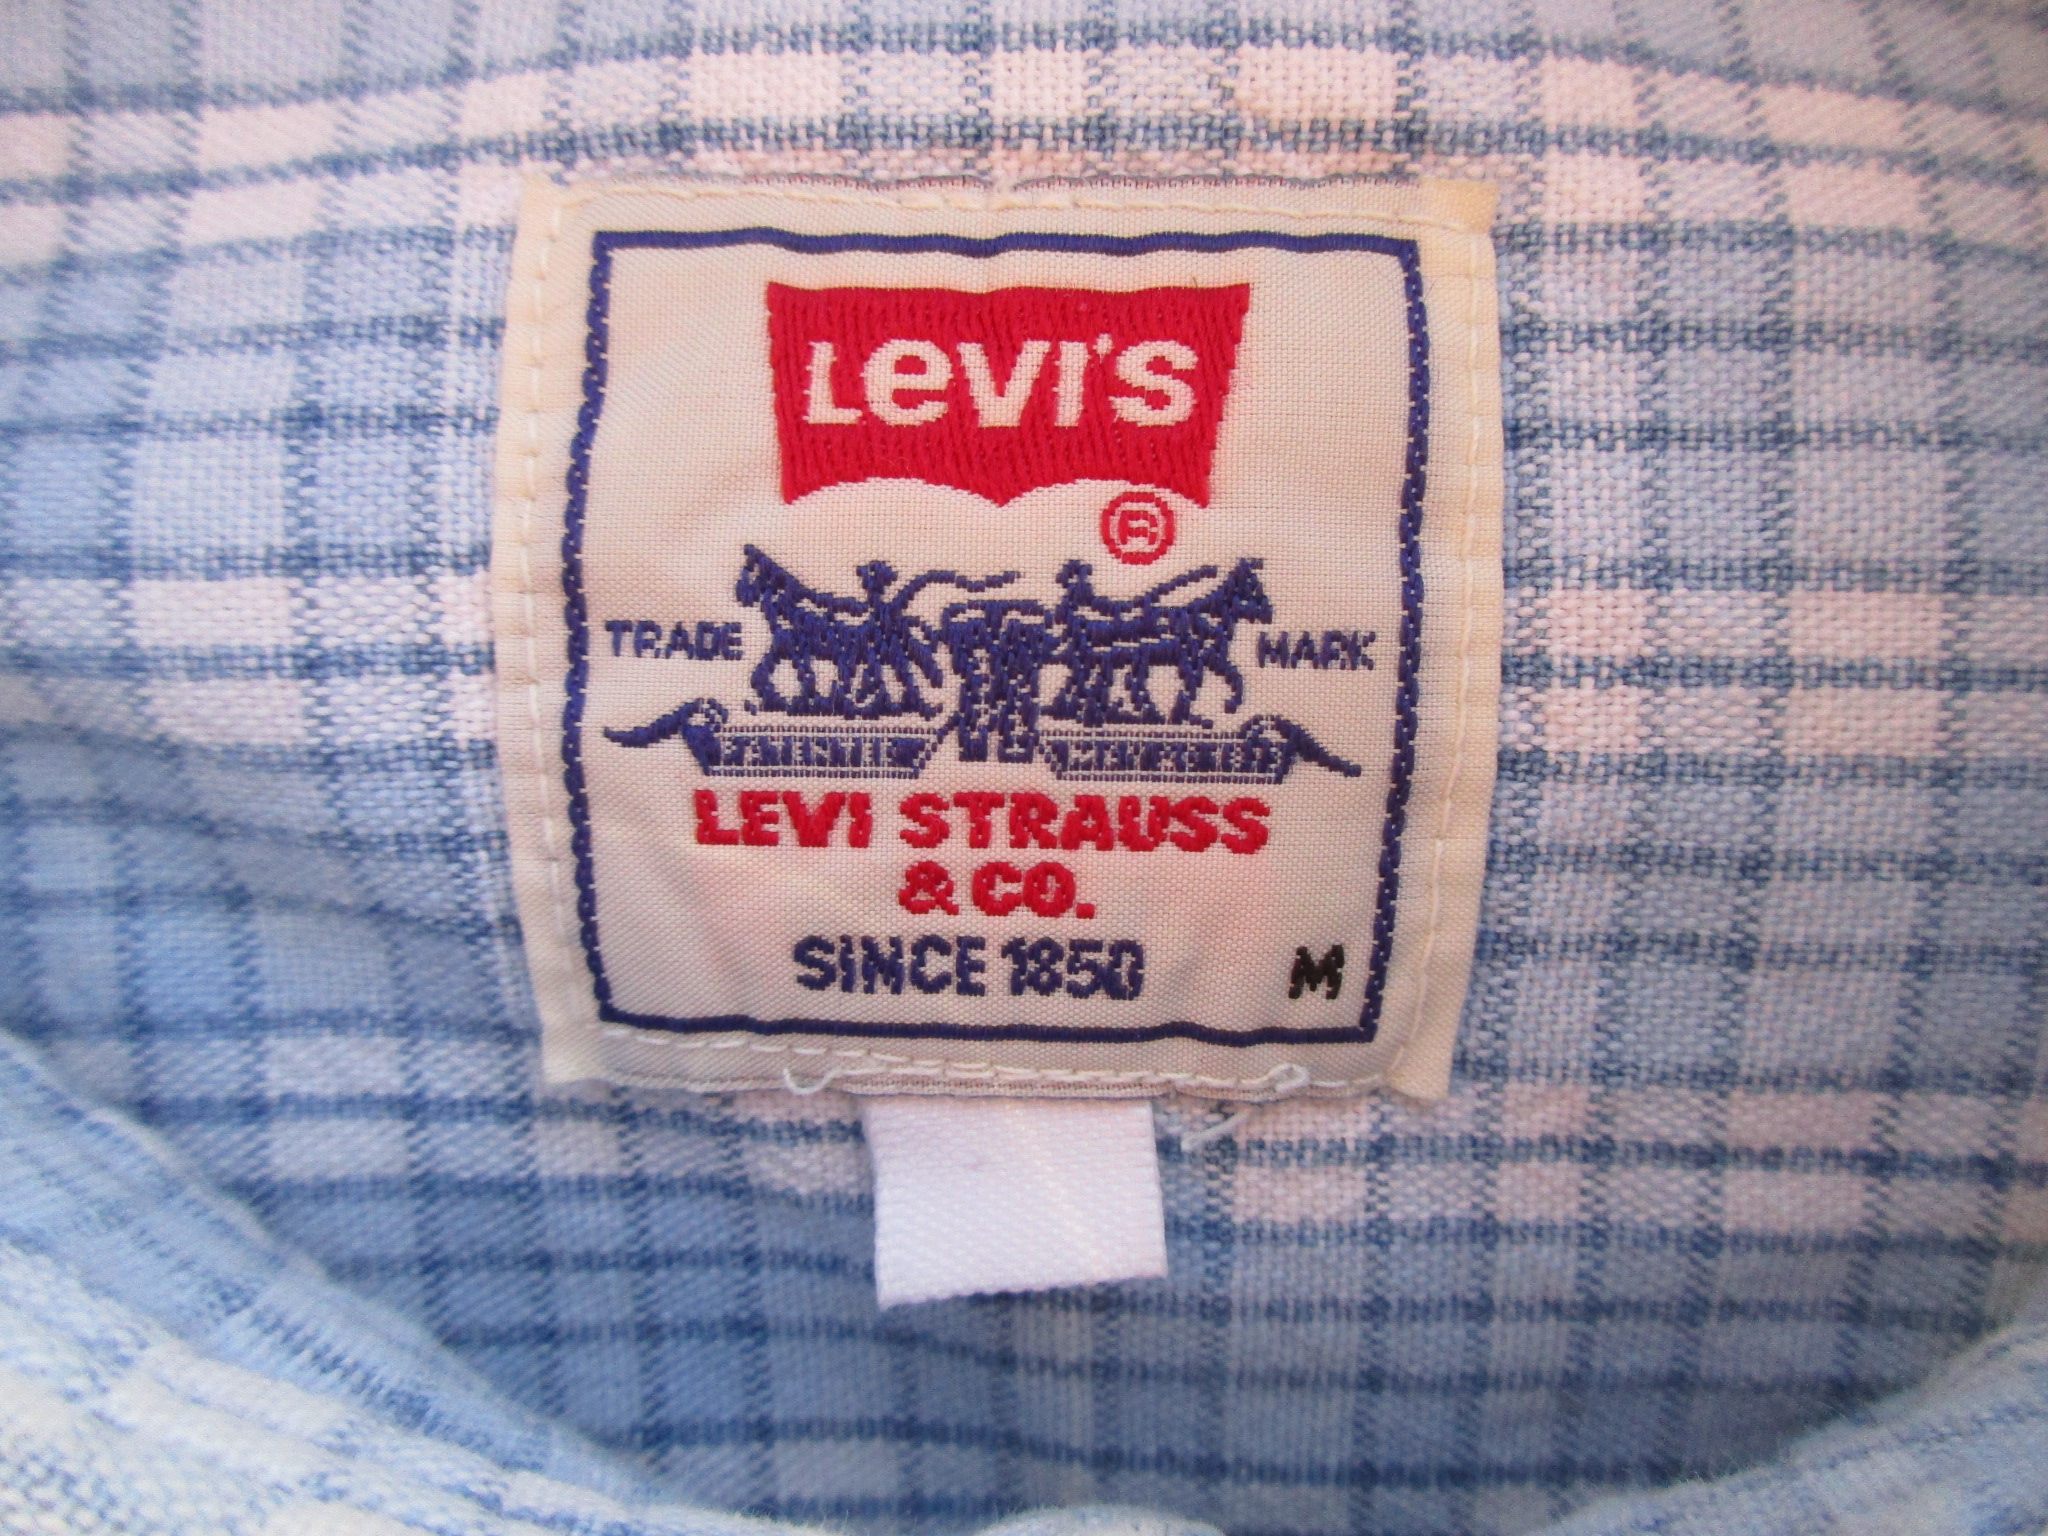 Levi's
®
TRADE MARK
LEVI STRAUSS
& CO.
SINCE 1850 M